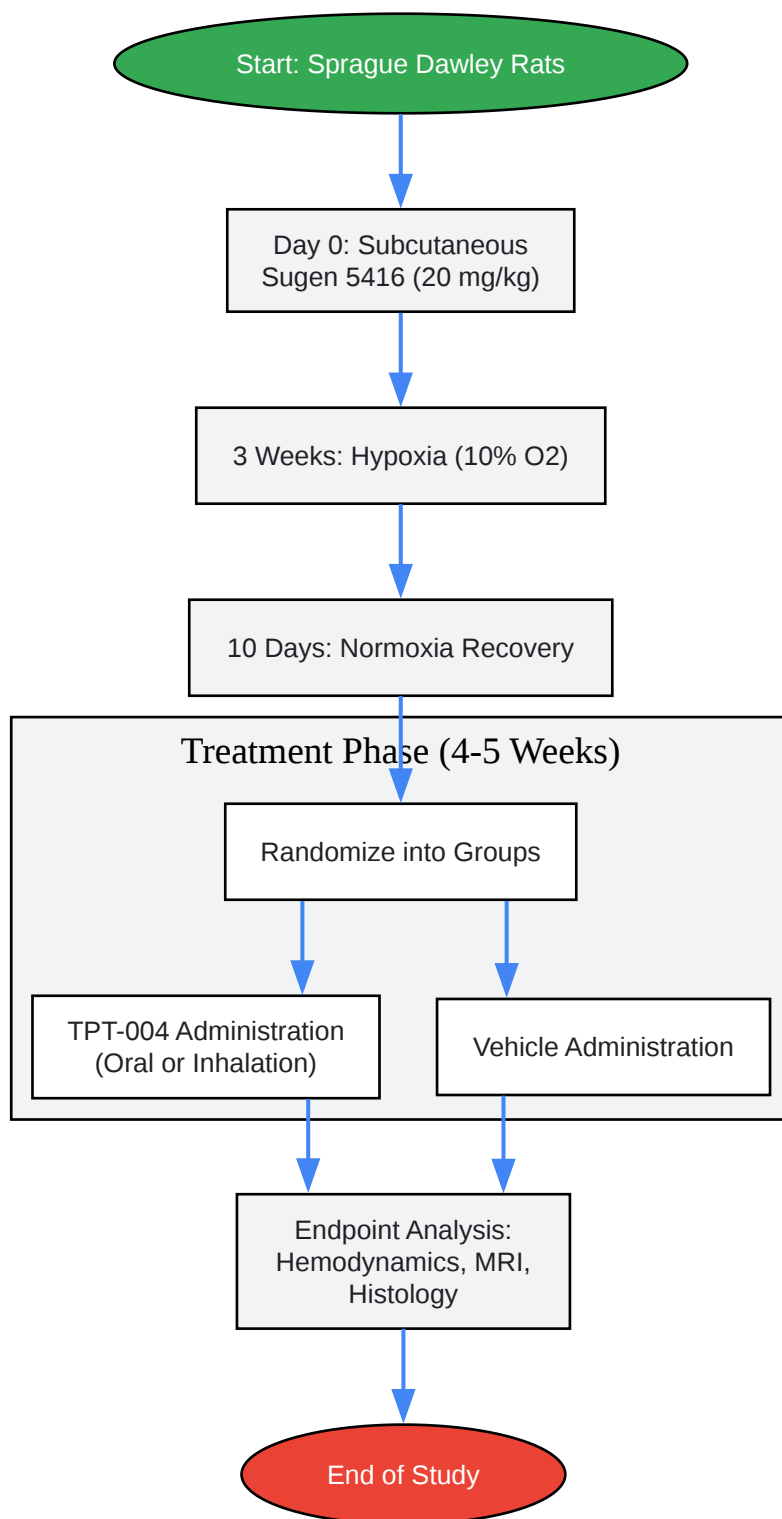 Start: Sprague Dawley Rats
Day 0: Subcutaneous
Sugen 5416 (20 mg/kg)
3 Weeks: Hypoxia (10% O2)
10 Days: Normoxia Recovery
Treatment Phase (4-5 Weeks)
Randomize into Groups
TPT-004 Administration
(Oral or Inhalation)
Vehicle Administration
Endpoint Analysis:
Hemodynamics, MRI,
Histology
End of Study